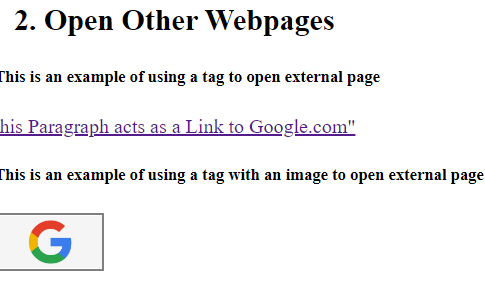 2. Open Other Webpages
This is an example of using a tag to open external page
his Paragraph acts as a Link to Google.com"
This is an example of using a tag with an image to open external page